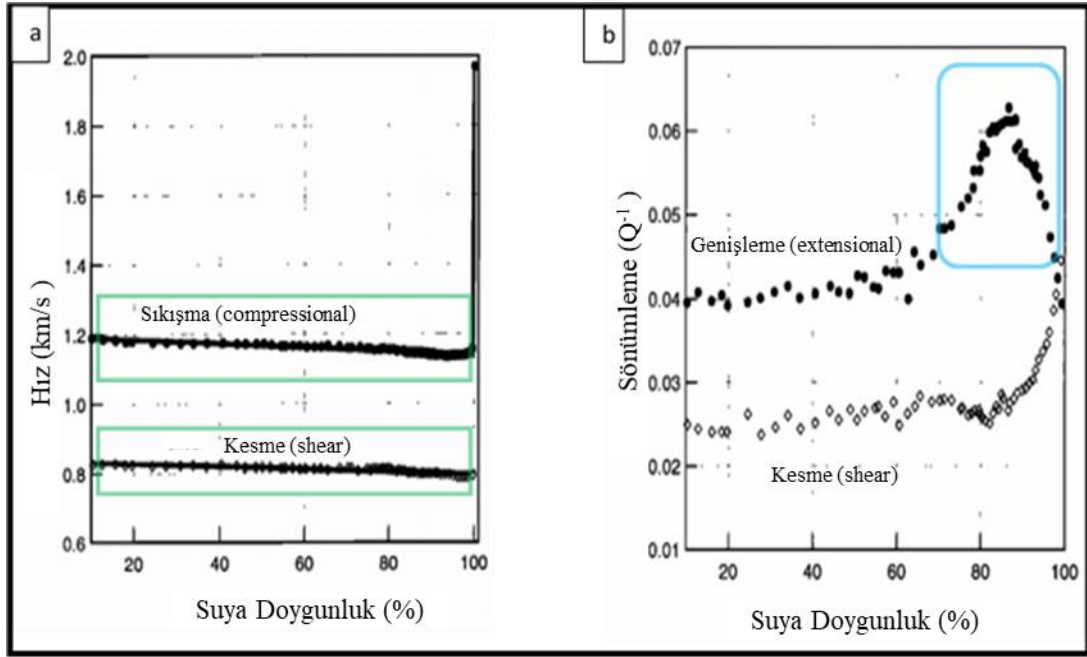 a
2.0
1.8
1.6
1.4
1.2
1.0
0.8
0.6
Hız (km/s)
Sıkışma (compressional)
Kesme (shear)
20
40
60
80
100
Suya Doygunluk (%)
b
0.07
0.06
0.05
0.04
0.03
0.02
0.01
Sönümleme (Q⁻¹)
Genişleme (extensional)
Kesme (shear)
20
40
60
80
100
Suya Doygunluk (%)